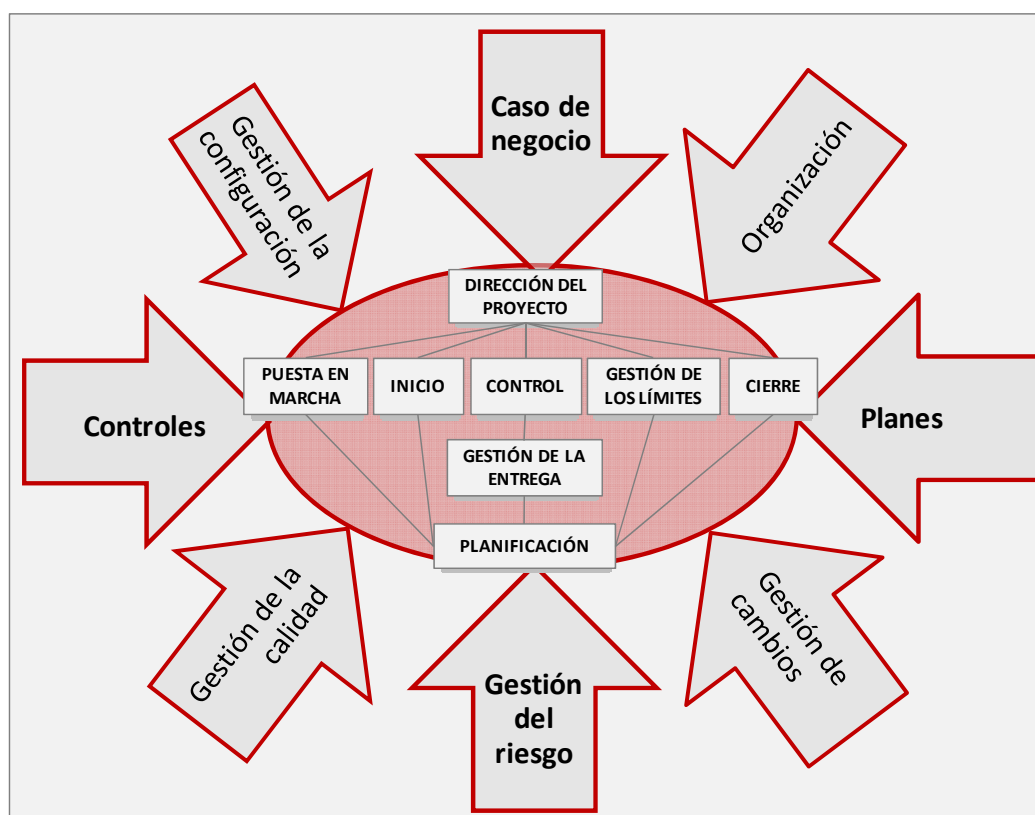 Caso de
negocio
Gestión de la
configuración
Organización
DIRECCIÓN DEL
PROYECTO
PUESTA EN
MARCHA
INICIO
CONTROL
GESTIÓN DE
LOS LÍMITES
CIERRE
Controles
Planes
GESTIÓN DE LA
ENTREGA
PLANIFICACIÓN
Gestión de la
calidad
Gestión
del
riesgo
Gestión de
cambios